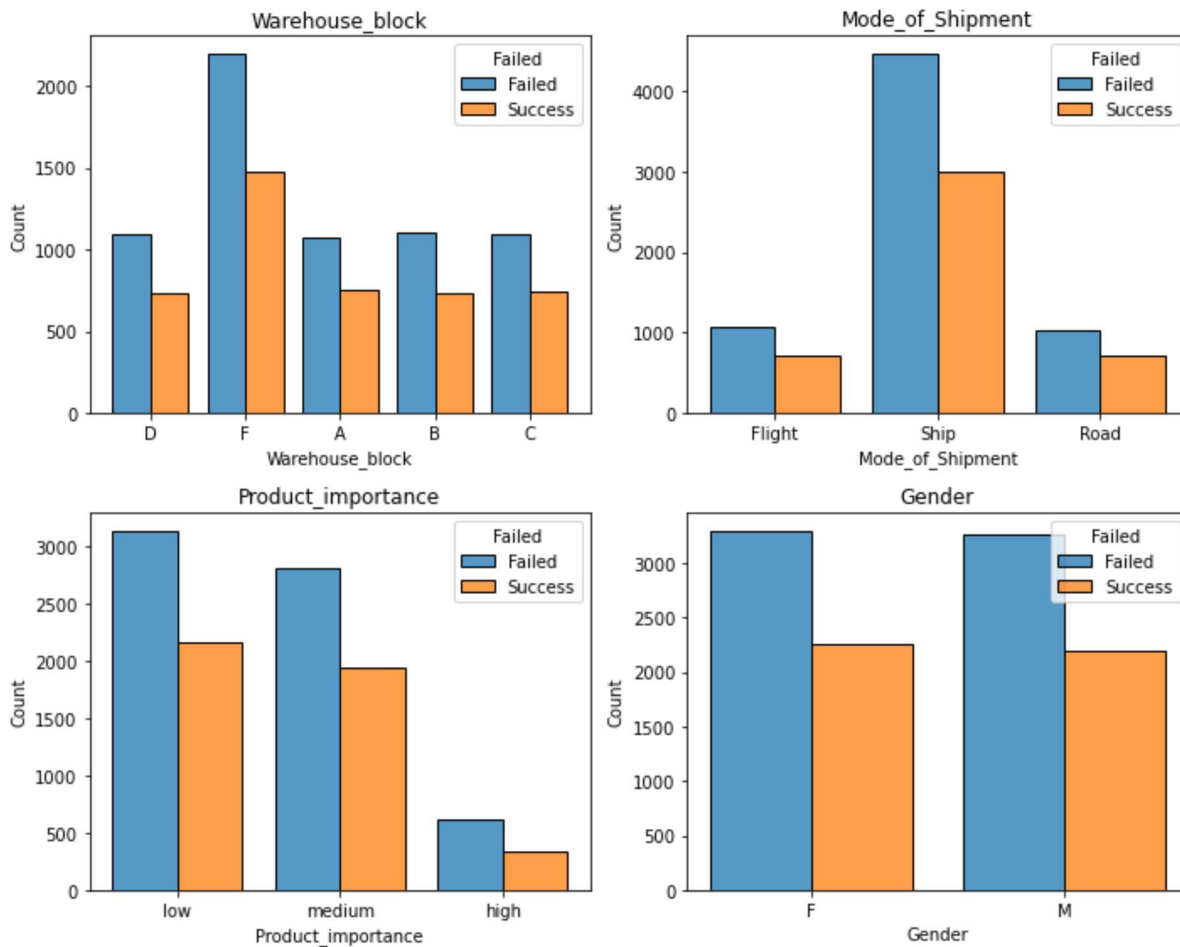 Warehouse_block
Count
2000
1500
1000
500
0
Failed
Failed
Success
D F A B C
Warehouse_block
Mode_of_Shipment
Count
4000
3000
2000
1000
0
Failed
Failed
Success
Flight Ship Road
Mode_of_Shipment
Product_importance
Count
3000
2500
2000
1500
1000
500
0
Failed
Failed
Success
low medium high
Product_importance
Gender
Count
3000
2500
2000
1500
1000
500
0
Failed
Failed
Success
F M
Gender